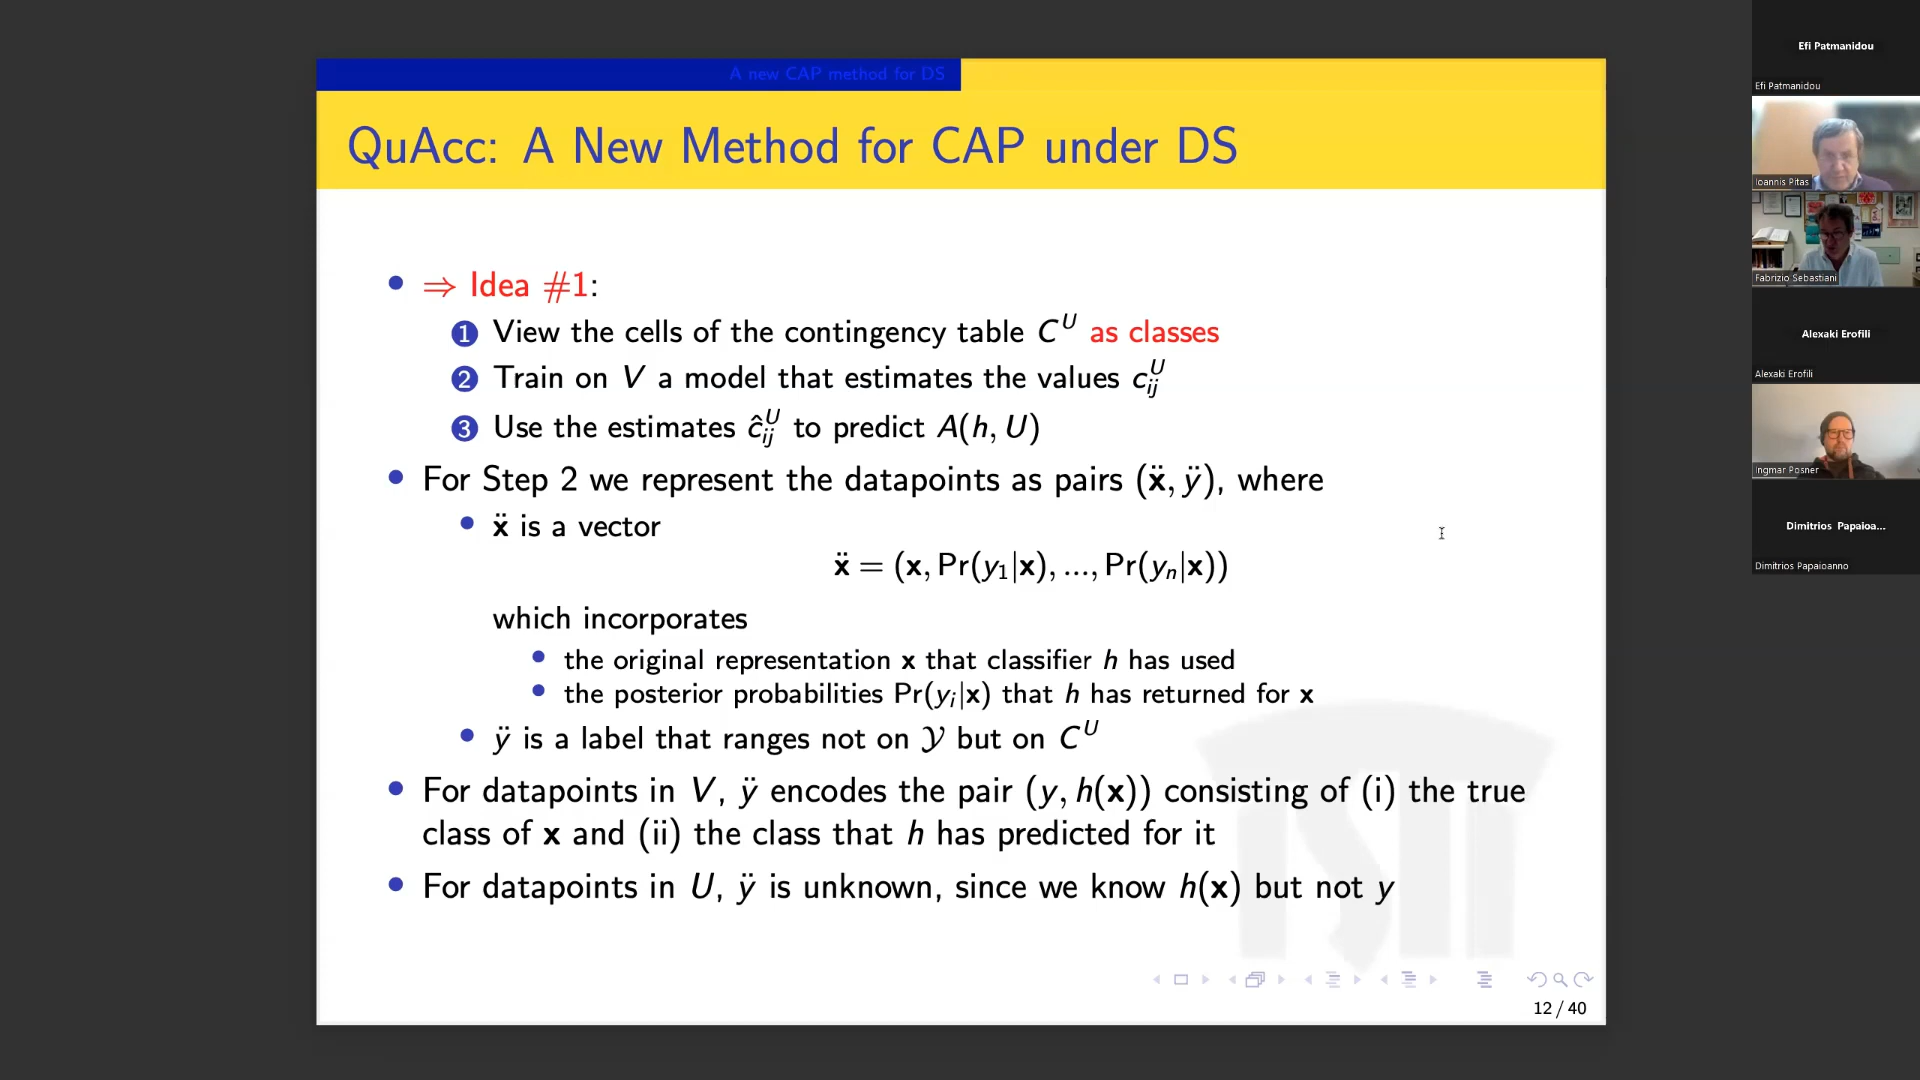 A new CAP method for DS
QuAcc: A New Method for CAP under DS
⇒ Idea #1:
1 View the cells of the contingency table C^U as classes
2 Train on V a model that estimates the values c_ij^U
3 Use the estimates ĉ_ij^U to predict A(h, U)
For Step 2 we represent the datapoints as pairs (ẍ, ÿ), where
ẍ is a vector
ẍ = (x, Pr(y₁|x), ..., Pr(yₙ|x))
which incorporates
the original representation x that classifier h has used
the posterior probabilities Pr(yᵢ|x) that h has returned for x
ÿ is a label that ranges not on 𝒴 but on C^U
For datapoints in V, ÿ encodes the pair (y, h(x)) consisting of (i) the true
class of x and (ii) the class that h has predicted for it
For datapoints in U, ÿ is unknown, since we know h(x) but not y
12 / 40
Efi Patmanidou
Efi Patmanidou
Ioannis Pitas
Fabrizio Sebastiani
Alexaki Erofili
Alexaki Erofili
Ingmar Posner
Dimitrios Papaioa...
Dimitrios Papaioanno